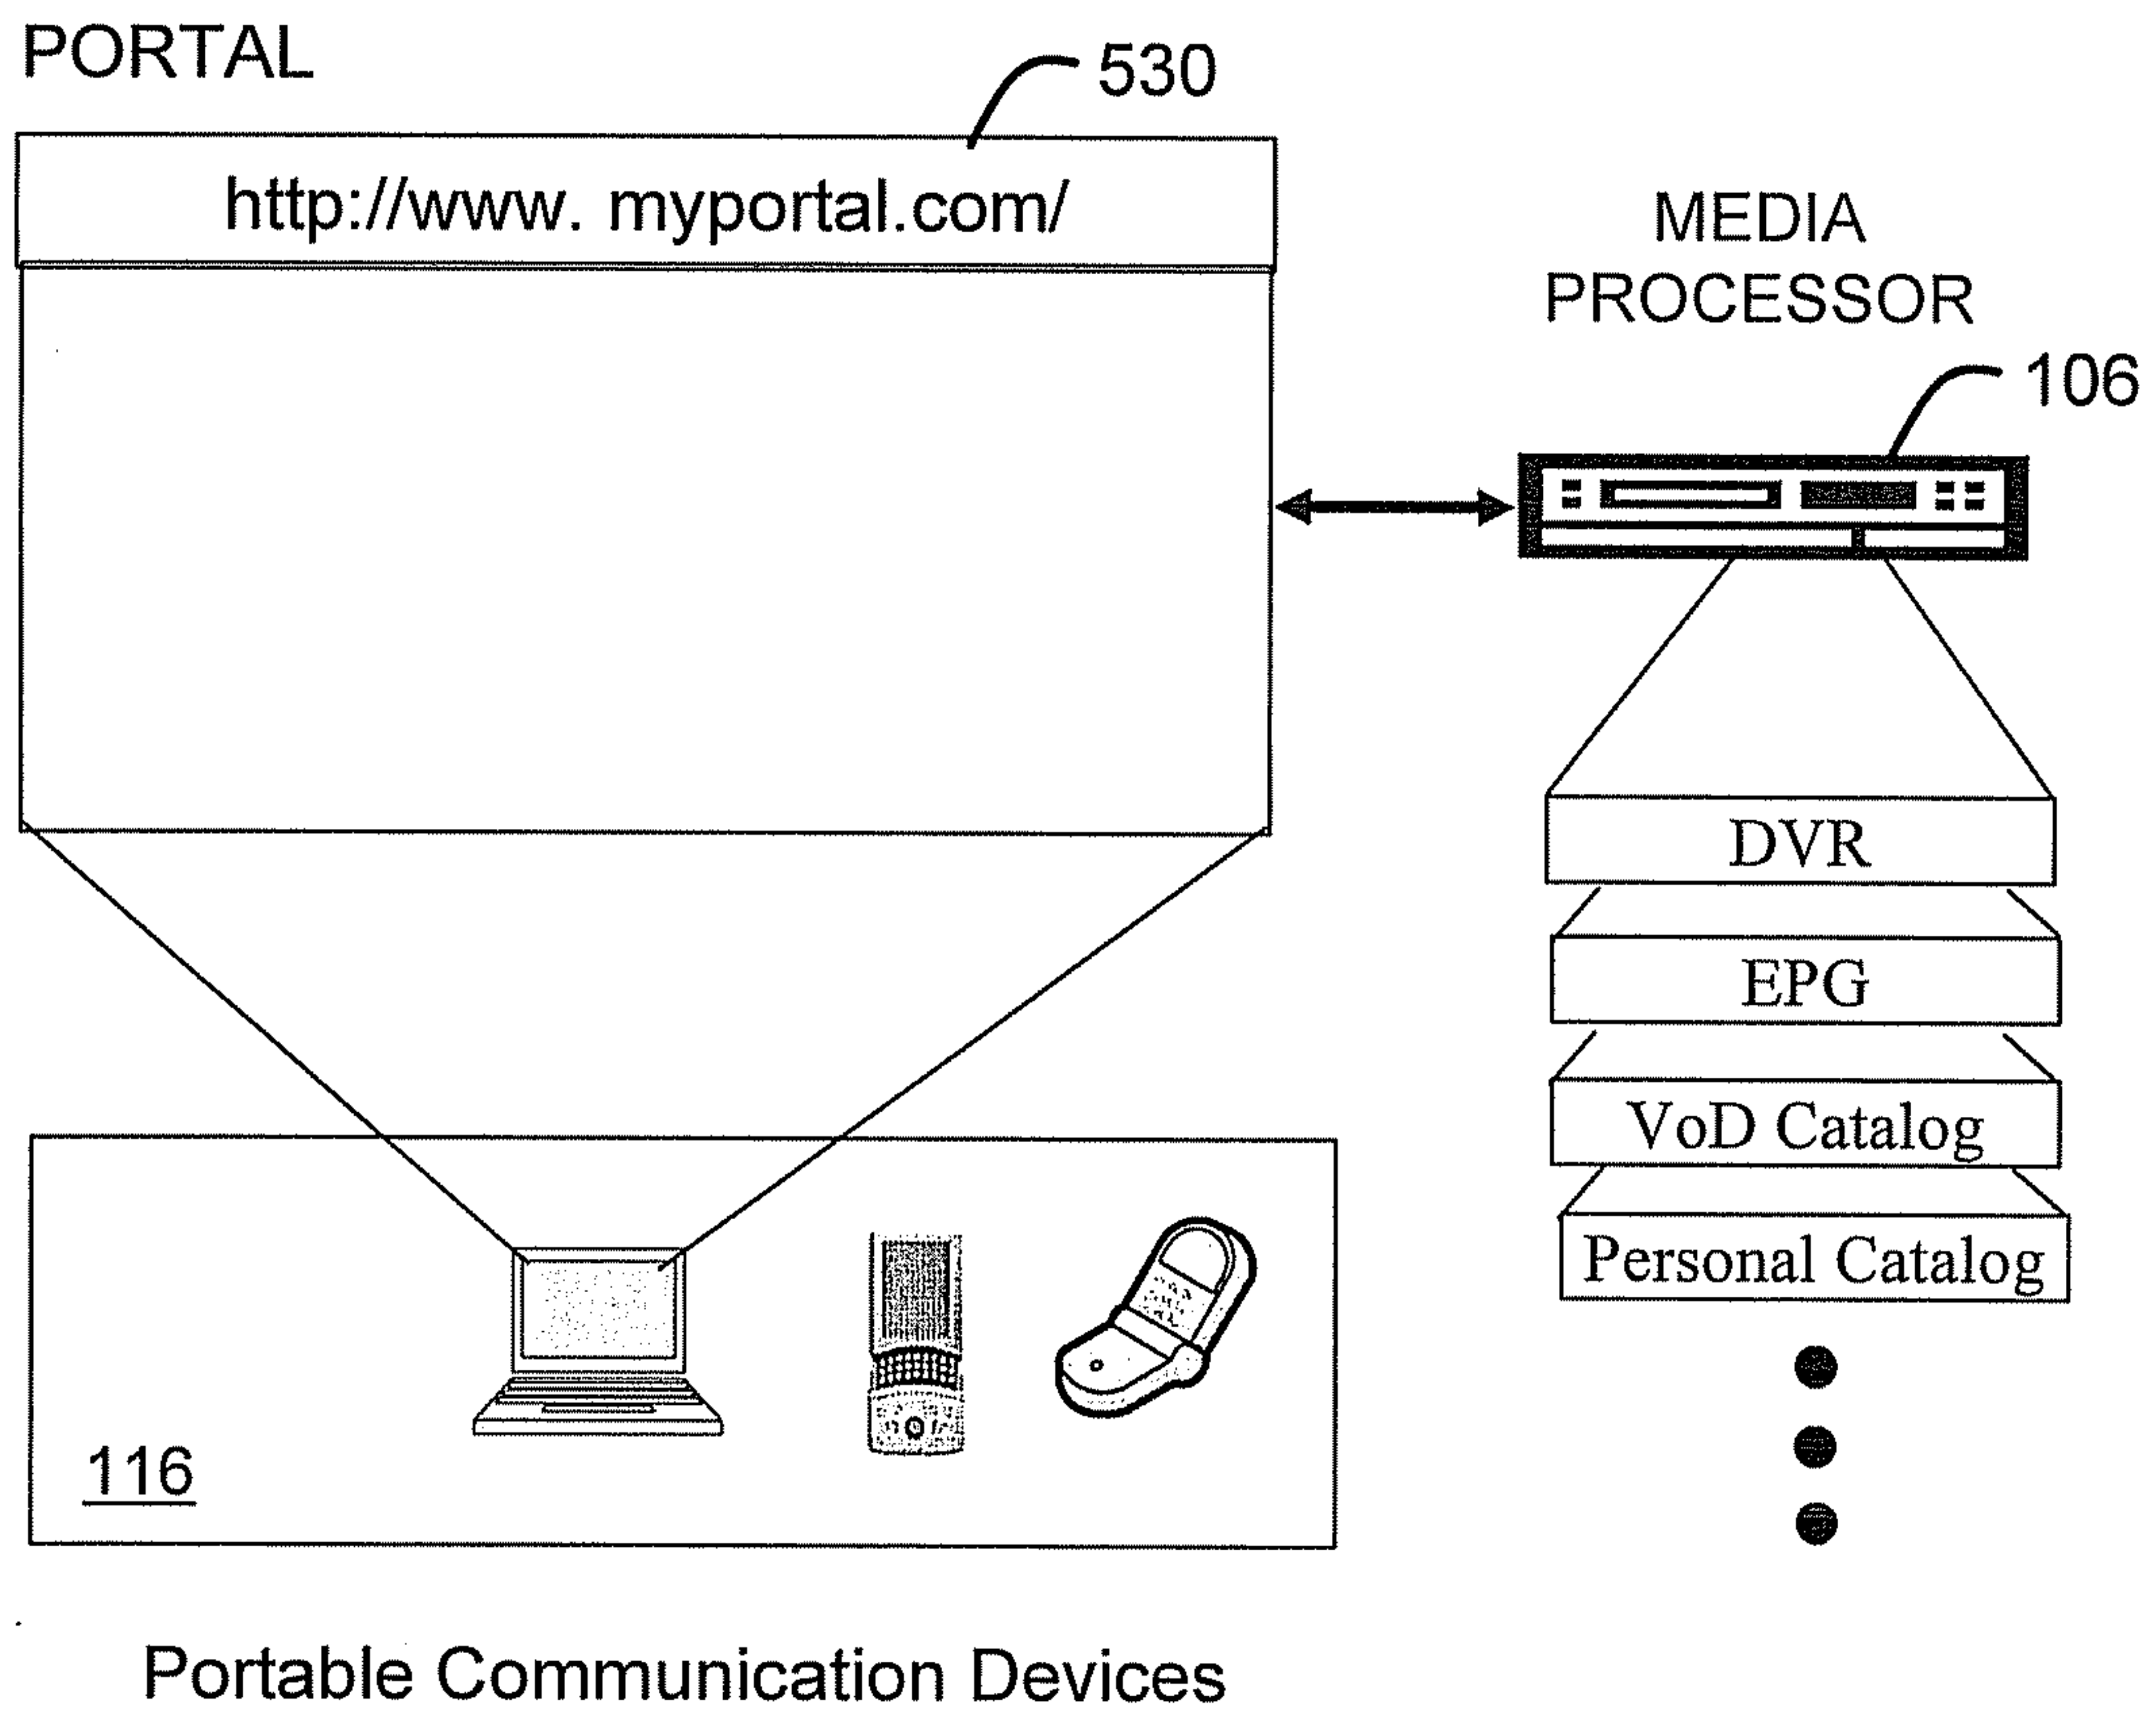 PORTAL
530
http://www. myportal.com/
MEDIA
PROCESSOR
106
DVR
EPG
VoD Catalog
Personal Catalog
116
Portable Communication Devices